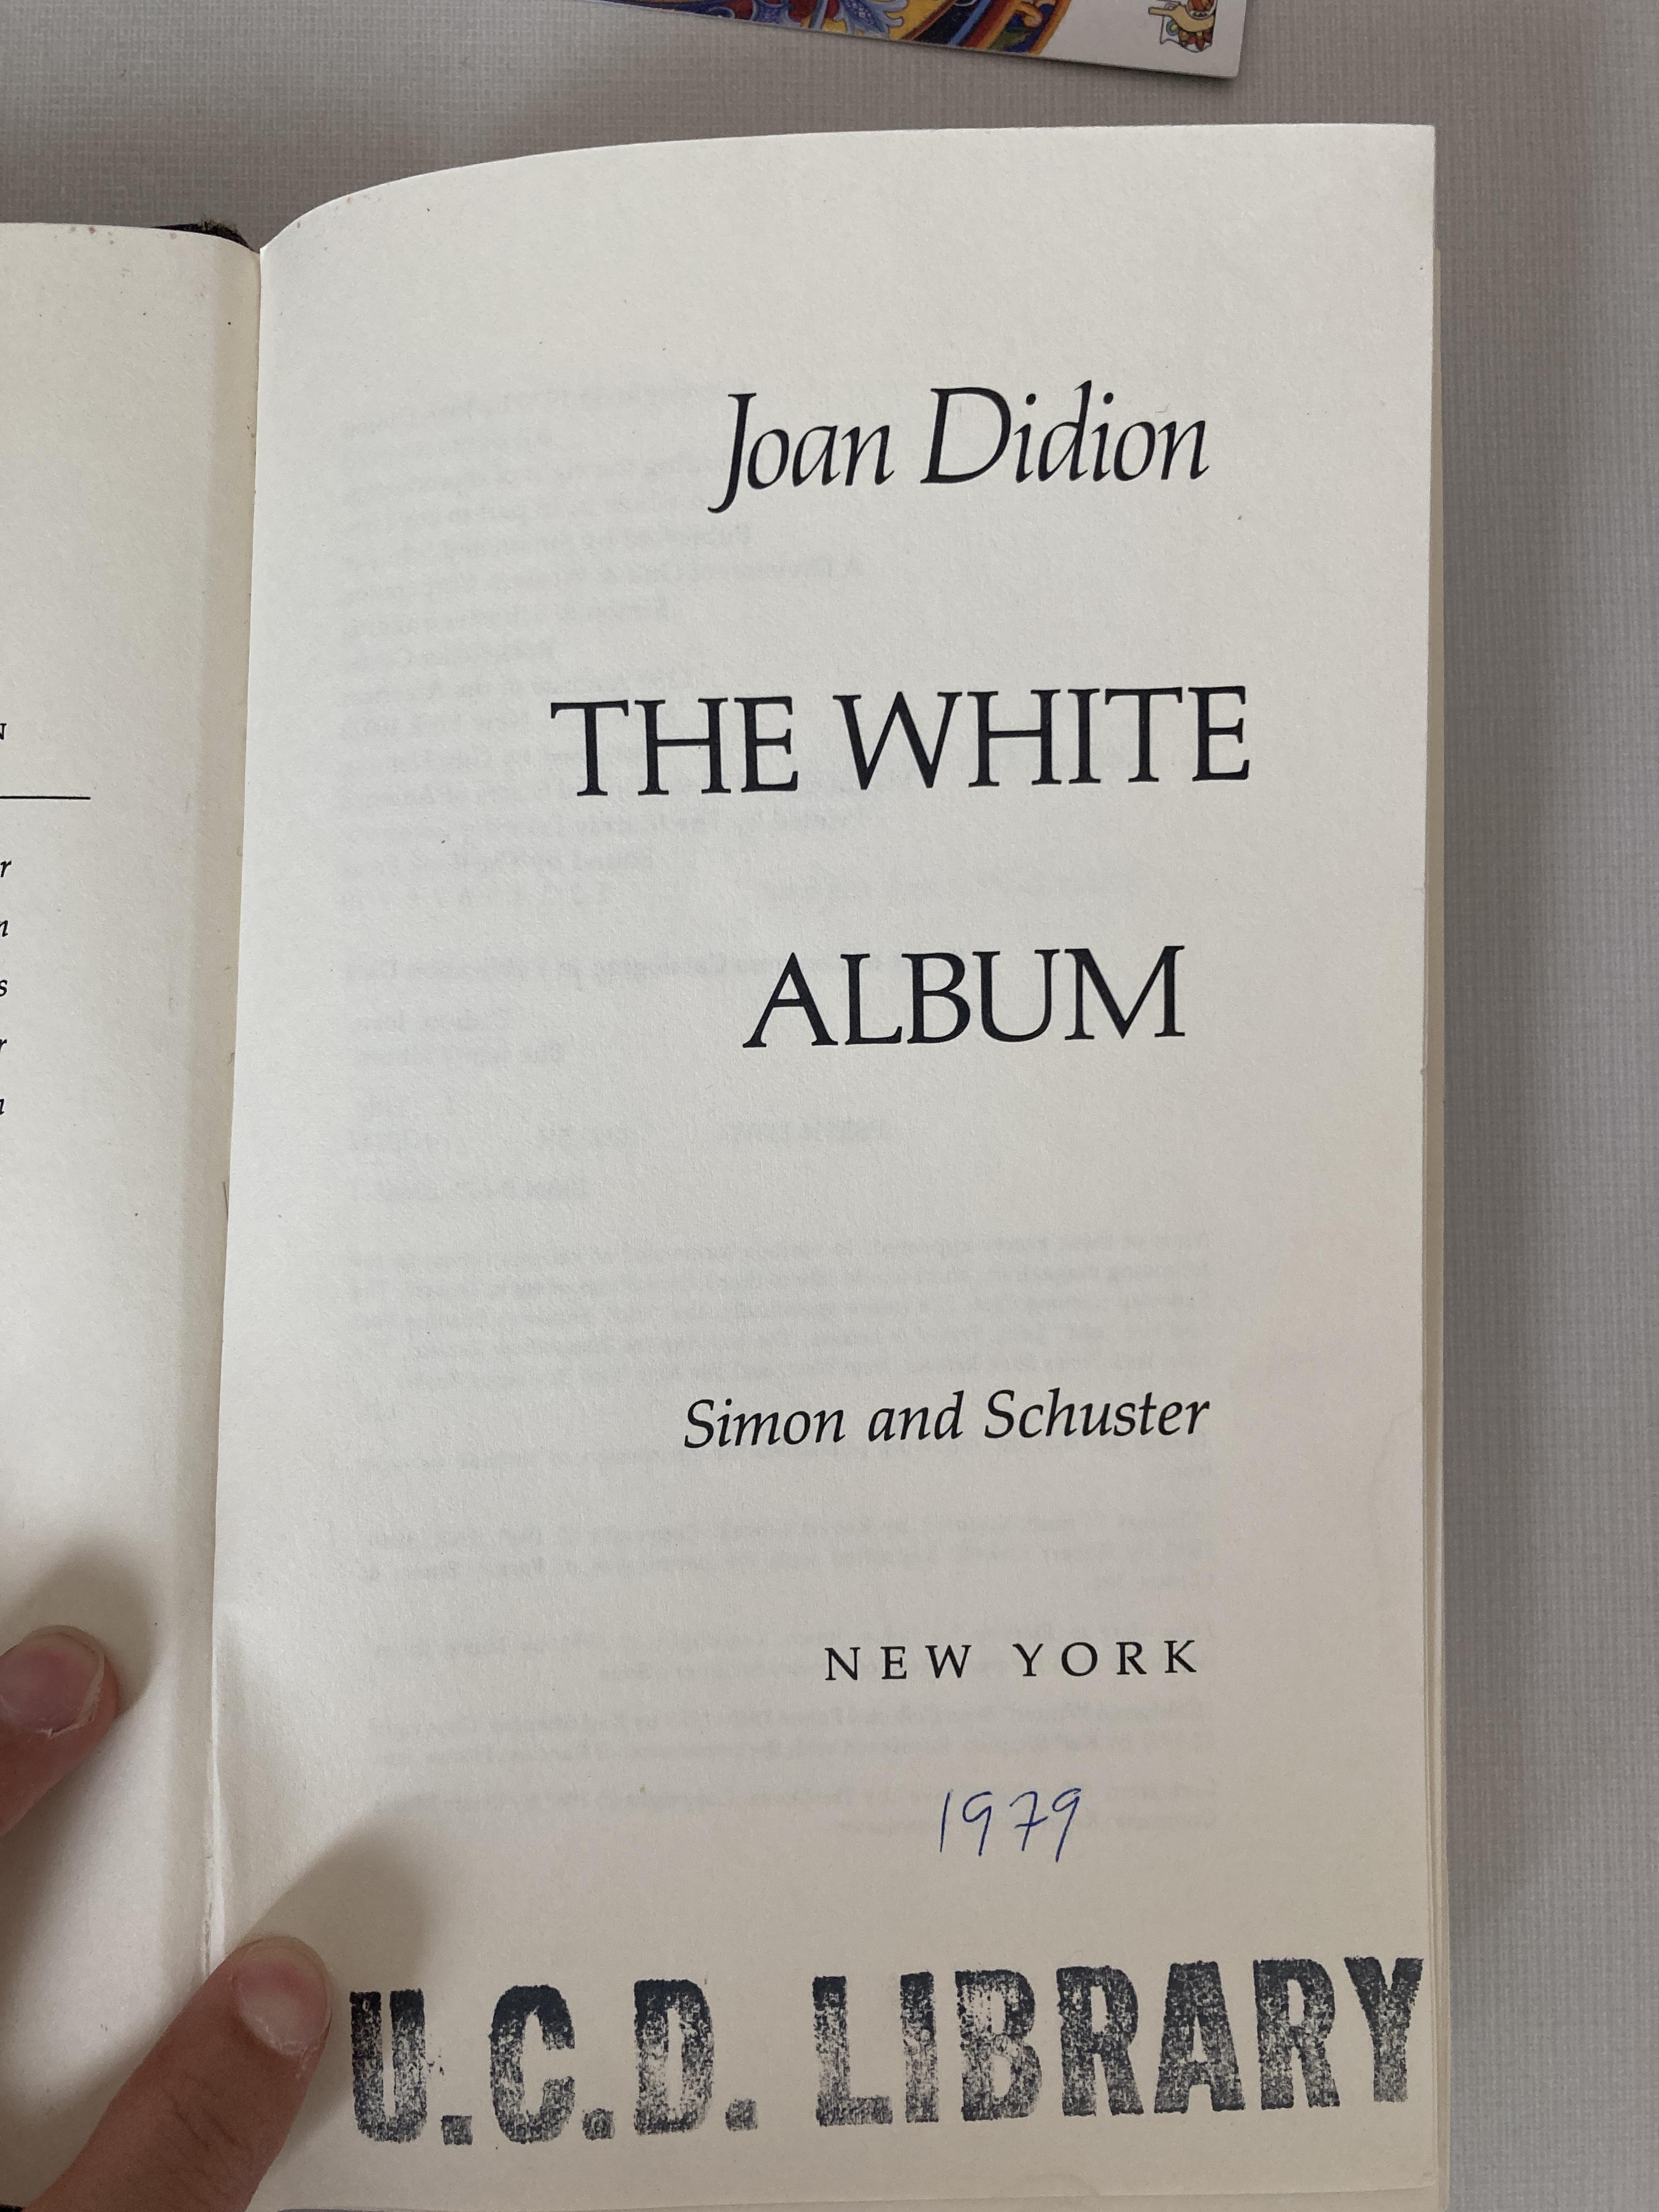 Joan Didion
THE WHITE
ALBUM
Simon and Schuster
NEW YORK
1979
U.C.D. LIBRARY